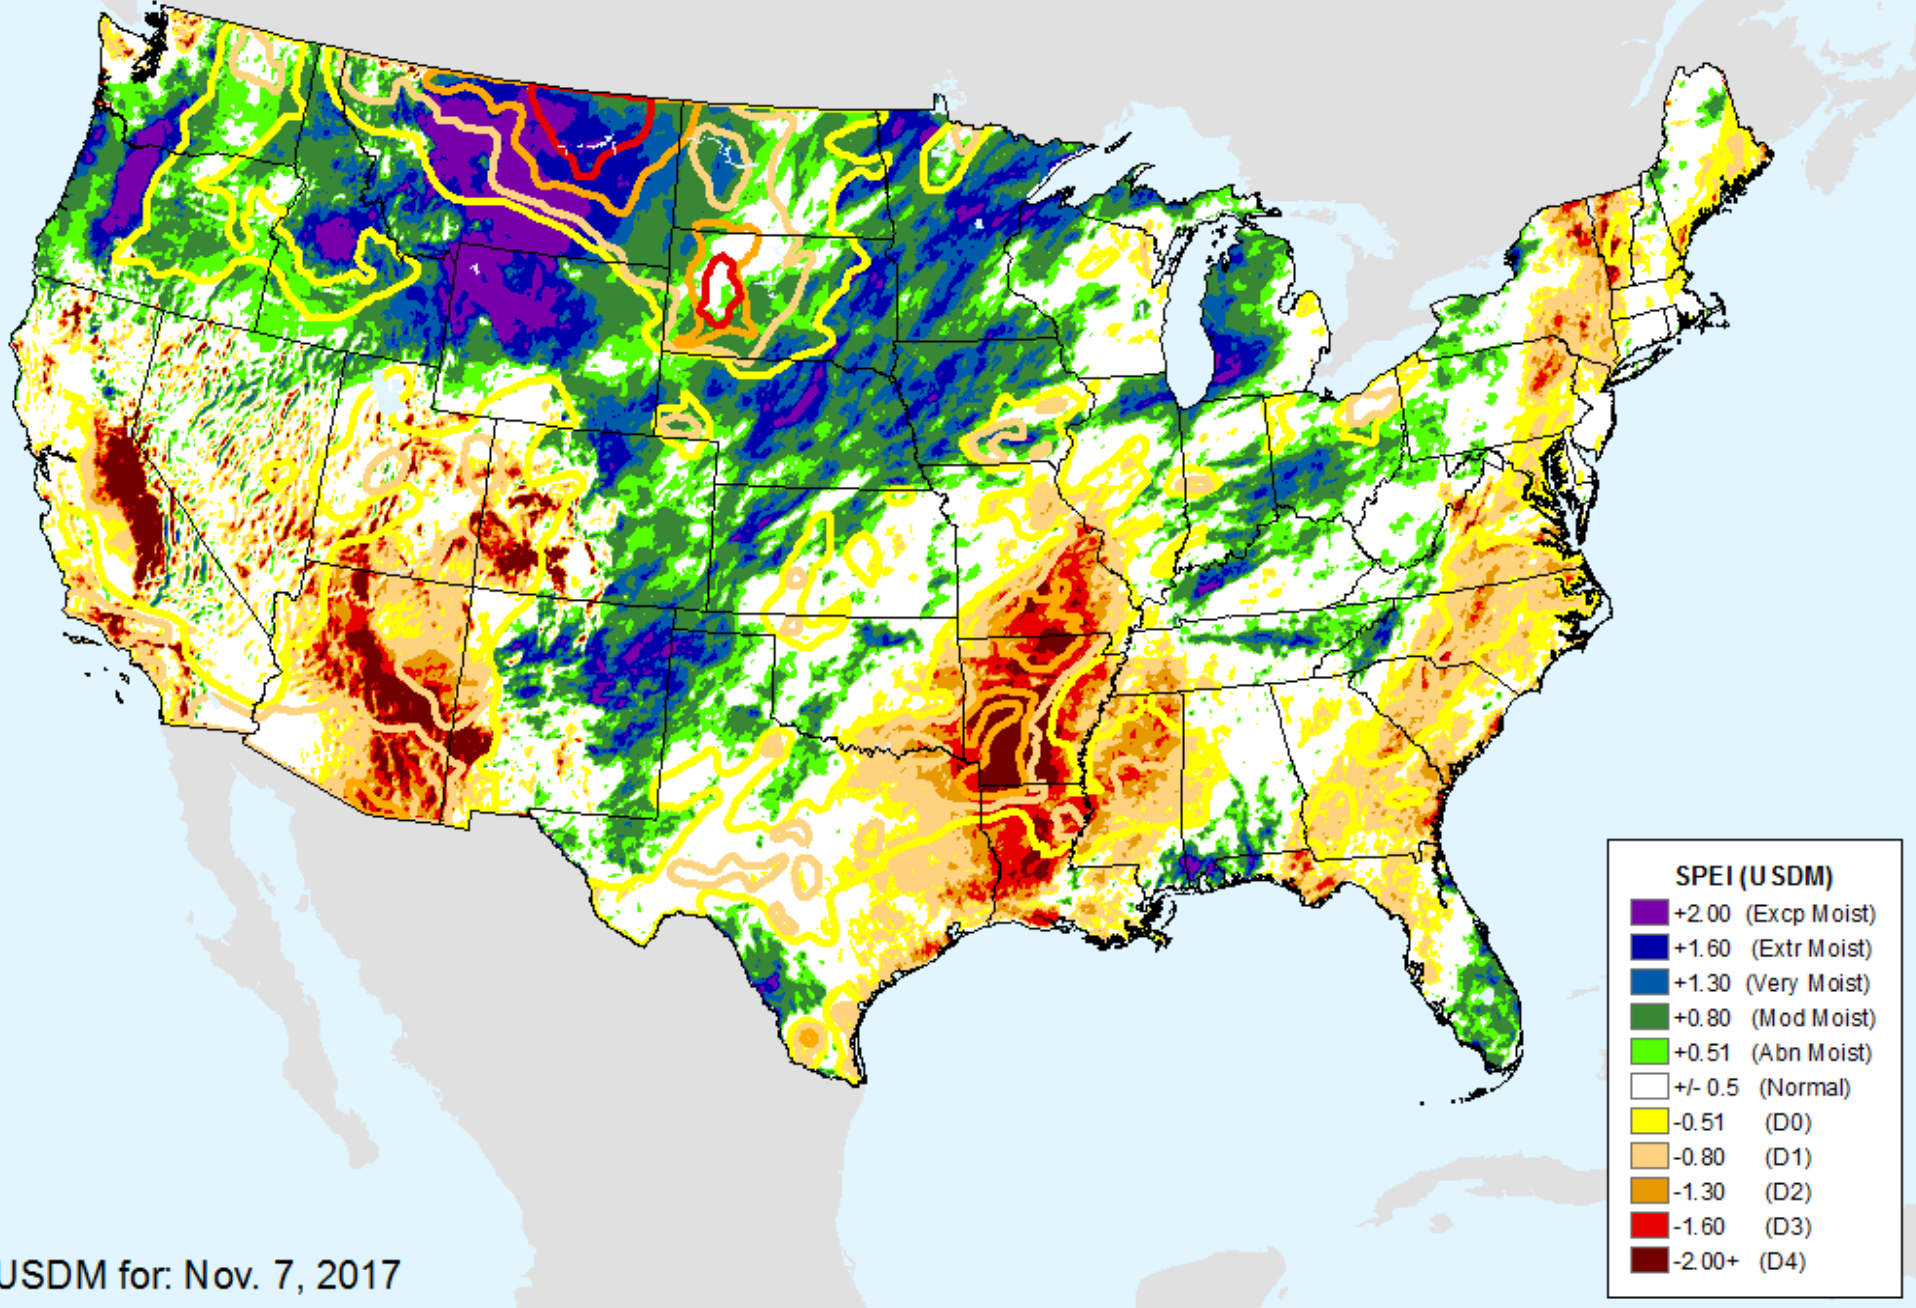 SPEI (USDM)
+2.00 (Excp Moist)
+1.60 (Extr Moist)
+1.30 (Very Moist)
+0.80 (Mod Moist)
+0.51 (Abn Moist)
+/- 0.5 (Normal)
-0.51 (D0)
-0.80 (D1)
-1.30 (D2)
-1.60 (D3)
-2.00+ (D4)
USDM for: Nov. 7, 2017